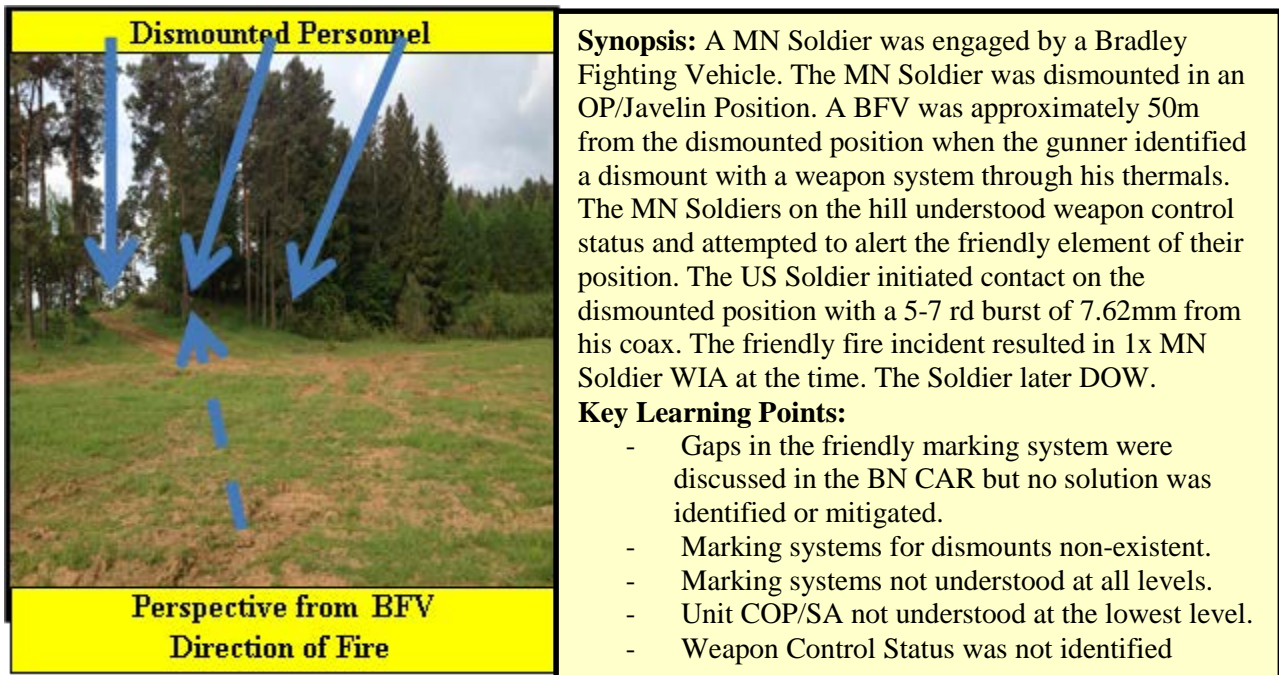 Dismounted Personnel
Perspective from BFV
Direction of Fire
Synopsis: A MN Soldier was engaged by a Bradley
Fighting Vehicle. The MN Soldier was dismounted in an
OP/Javelin Position. A BFV was approximately 50m
from the dismounted position when the gunner identified
a dismount with a weapon system through his thermals.
The MN Soldiers on the hill understood weapon control
status and attempted to alert the friendly element of their
position. The US Soldier initiated contact on the
dismounted position with a 5-7 rd burst of 7.62mm from
his coax. The friendly fire incident resulted in 1x MN
Soldier WIA at the time. The Soldier later DOW.
Key Learning Points:
- Gaps in the friendly marking system were
discussed in the BN CAR but no solution was
identified or mitigated.
- Marking systems for dismounts non-existent.
- Marking systems not understood at all levels.
- Unit COP/SA not understood at the lowest level.
- Weapon Control Status was not identified